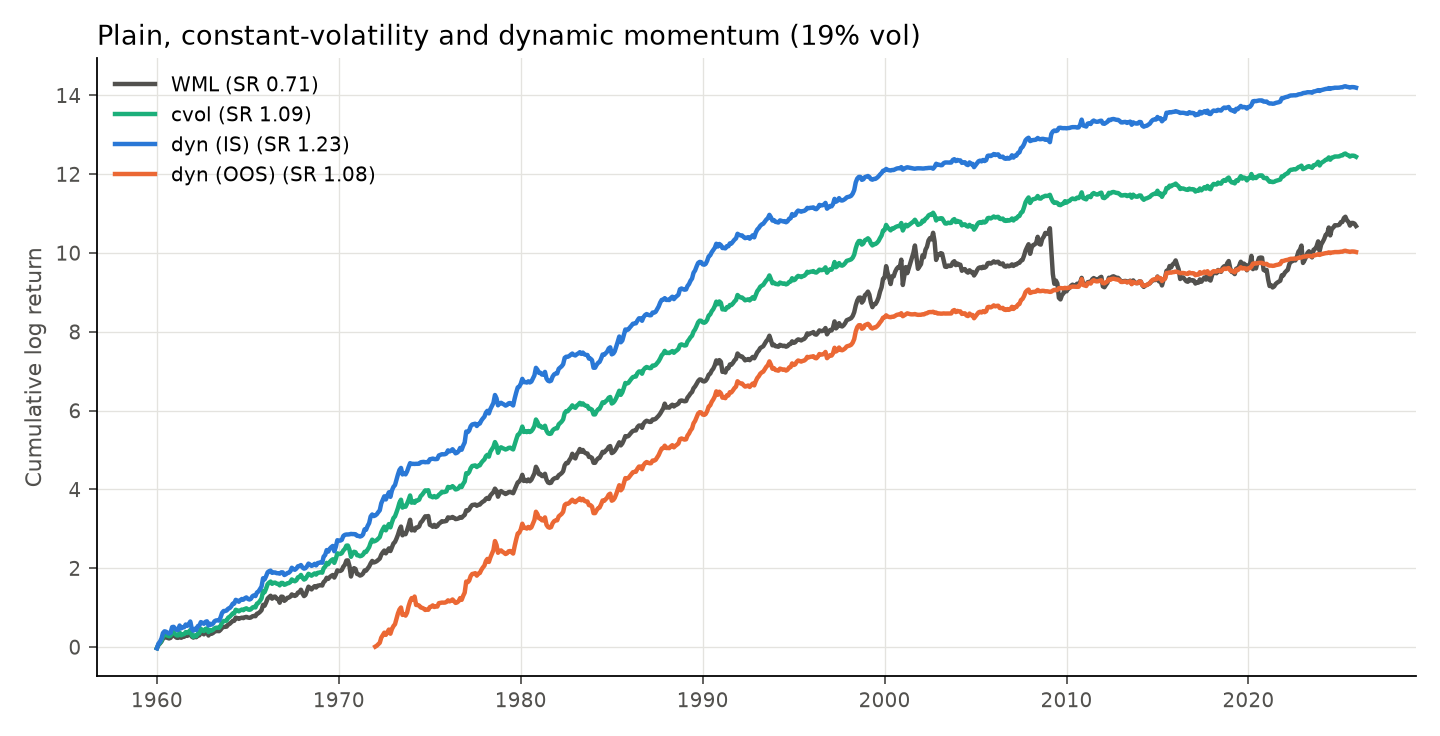 Plain, constant-volatility and dynamic momentum (19% vol)
WML (SR 0.71)
cvol (SR 1.09)
dyn (IS) (SR 1.23)
dyn (OOS) (SR 1.08)
Cumulative log return
14
12
10
8
6
4
2
0
1960 1970 1980 1990 2000 2010 2020